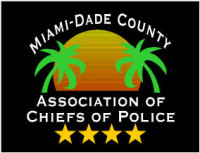 Miami-Dade County
Association of
Chiefs of Police